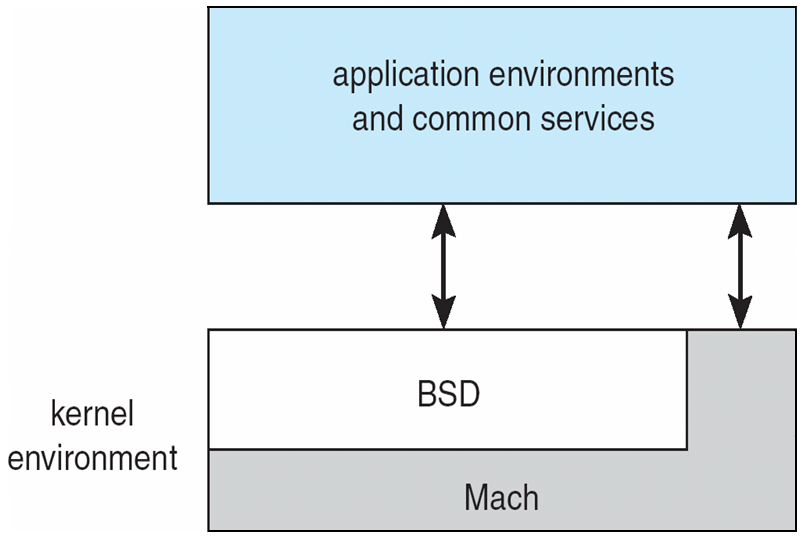 application environments
and common services
BSD
kernel
environment
Mach